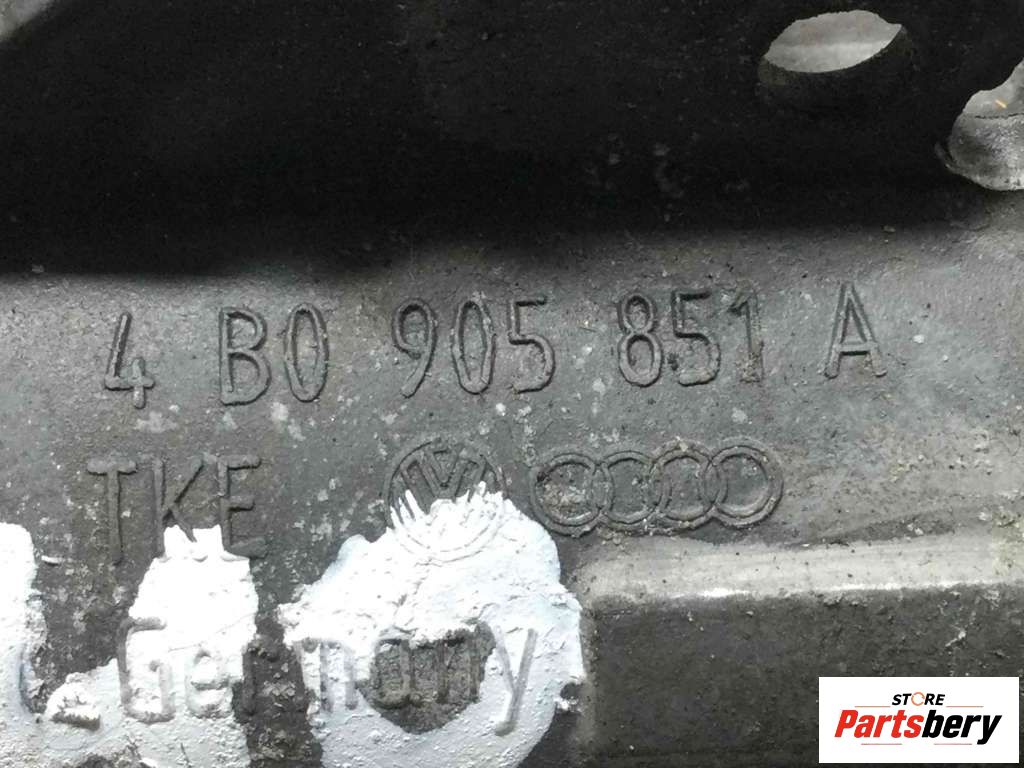 4 B0 905 851 A
TKE
Germany
STORE
Partsbery